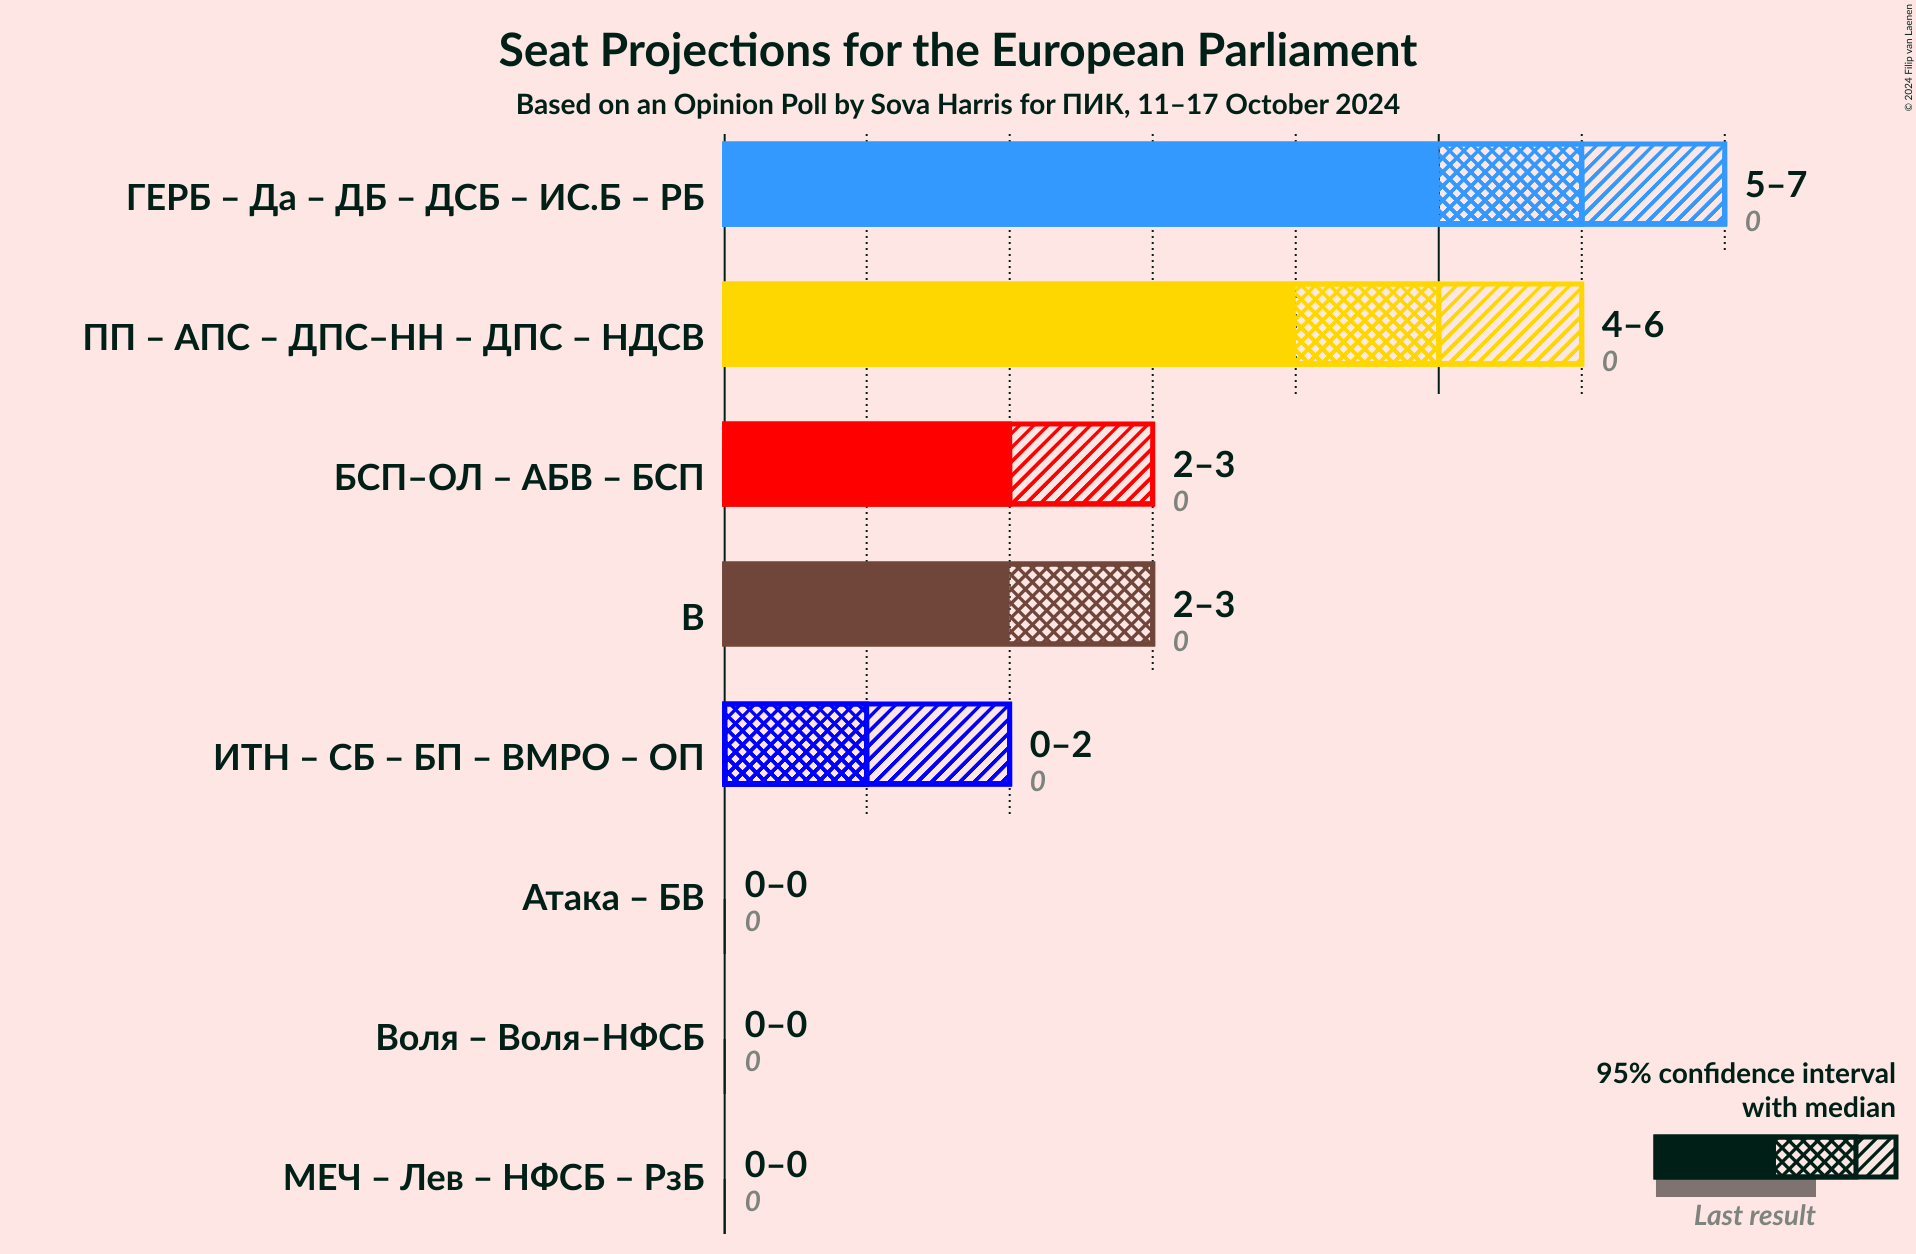 Seat Projections for the European Parliament
Based on an Opinion Poll by Sova Harris for ПИК, 11–17 October 2024
© 2024 Filip van Laenen
ГЕРБ – Да – ДБ – ДСБ – ИС.Б – РБ
5–7
0
ПП – АПС – ДПС–НН – ДПС – НДСВ
4–6
0
БСП–ОЛ – АБВ – БСП
2–3
0
В
2–3
0
ИТН – СБ – БП – ВМРО – ОП
0–2
0
Атака – БВ
0–0
0
Воля – Воля–НФСБ
0–0
0
МЕЧ – Лев – НФСБ – РзБ
0–0
0
95% confidence interval
with median
Last result